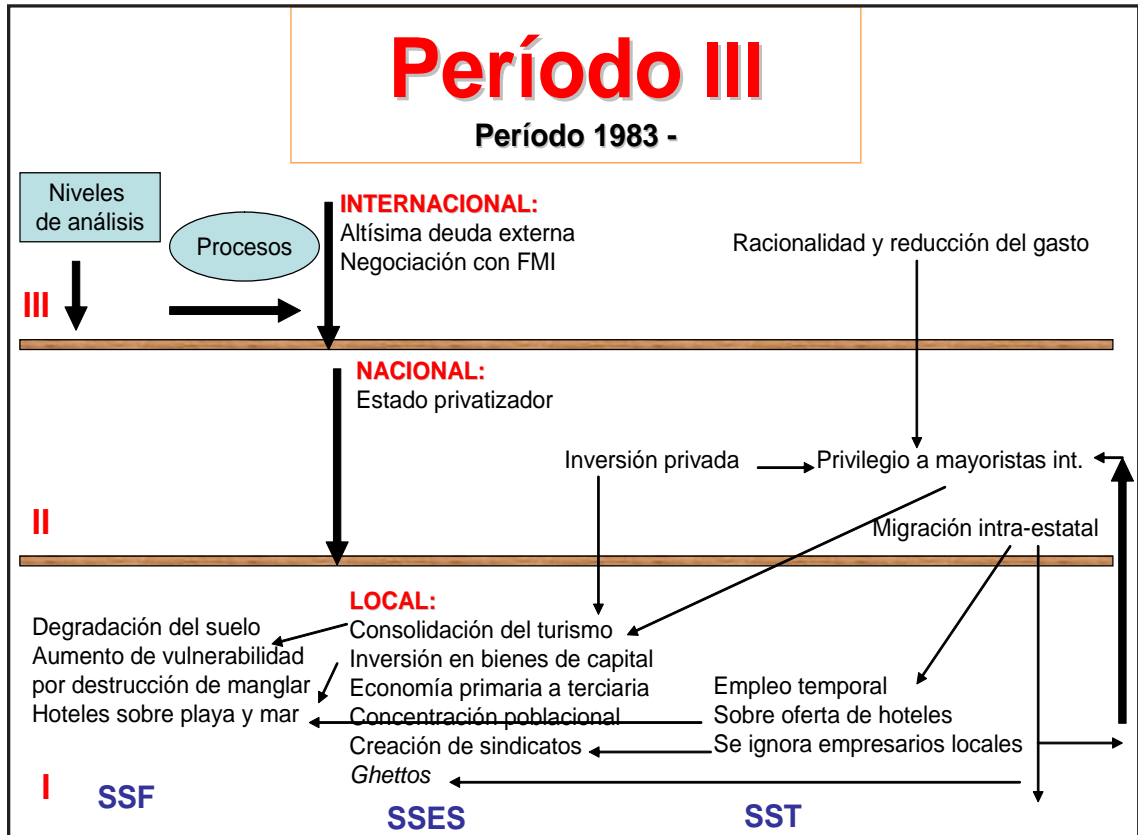 Período III
Período 1983 -
Niveles
de análisis
Procesos
INTERNACIONAL:
Altísima deuda externa
Negociación con FMI
Racionalidad y reducción del gasto
III
NACIONAL:
Estado privatizador
Inversión privada
Privilegio a mayoristas int.
II
Migración intra-estatal
LOCAL:
Consolidación del turismo
Inversión en bienes de capital
Economía primaria a terciaria
Concentración poblacional
Creación de sindicatos
Ghettos
Degradación del suelo
Aumento de vulnerabilidad
por destrucción de manglar
Hoteles sobre playa y mar
Empleo temporal
Sobre oferta de hoteles
Se ignora empresarios locales
I
SSF
SSES
SST